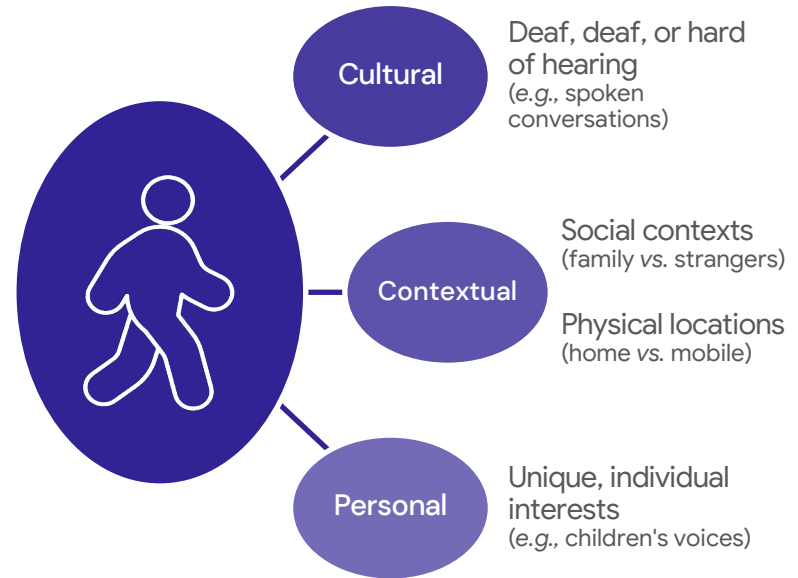 Cultural
Deaf, deaf, or hard
of hearing
(e.g., spoken
conversations)
Contextual
Social contexts
(family vs. strangers)
Physical locations
(home vs. mobile)
Personal
Unique, individual
interests
(e.g., children's voices)